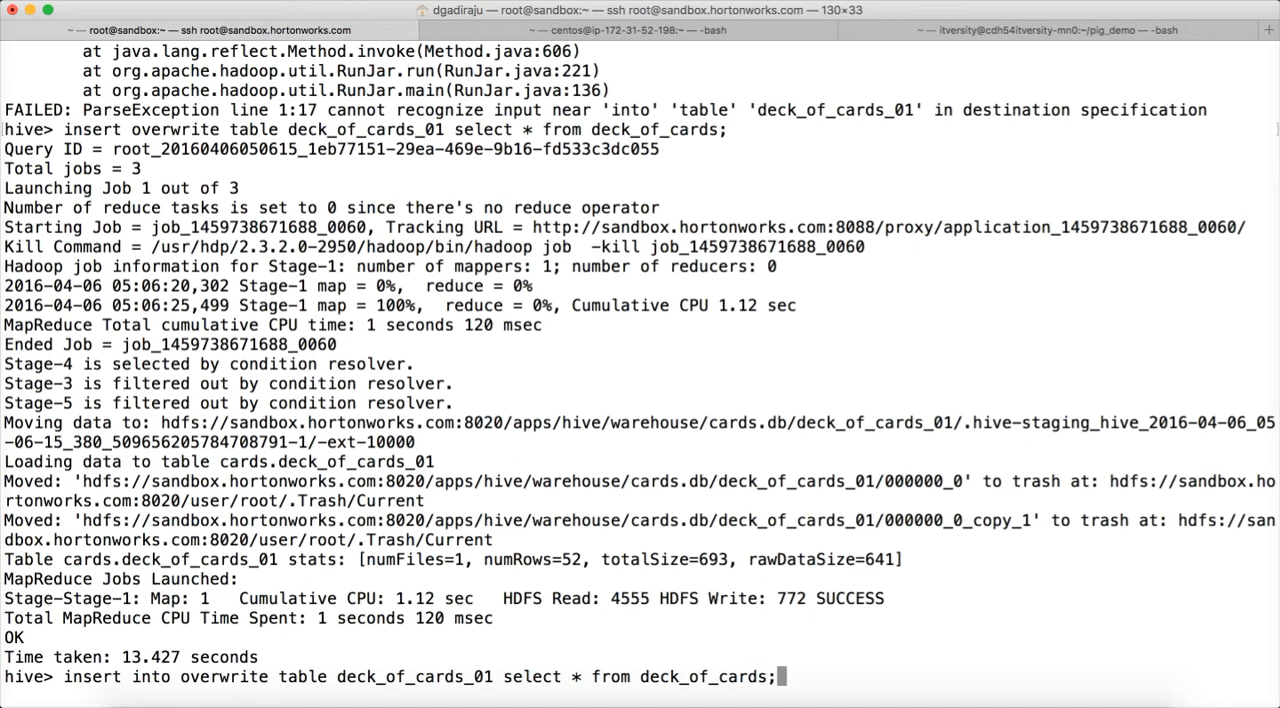 dgadiraju — root@sandbox:~ — ssh root@sandbox.hortonworks.com — 130×33
~ — root@sandbox:~ — ssh root@sandbox.hortonworks.com
~ — centos@ip-172-31-52-198:~ — -bash
~ — itversity@cdh54itversity-mn0:~/pig_demo — -bash
at java.lang.reflect.Method.invoke(Method.java:606)
at org.apache.hadoop.util.RunJar.run(RunJar.java:221)
at org.apache.hadoop.util.RunJar.main(RunJar.java:136)
FAILED: ParseException line 1:17 cannot recognize input near 'into' 'table' 'deck_of_cards_01' in destination specification
hive> insert overwrite table deck_of_cards_01 select * from deck_of_cards;
Query ID = root_20160406050615_1eb77151-29ea-469e-9b16-fd533c3dc055
Total jobs = 3
Launching Job 1 out of 3
Number of reduce tasks is set to 0 since there's no reduce operator
Starting Job = job_1459738671688_0060, Tracking URL = http://sandbox.hortonworks.com:8088/proxy/application_1459738671688_0060/
Kill Command = /usr/hdp/2.3.2.0-2950/hadoop/bin/hadoop job  -kill job_1459738671688_0060
Hadoop job information for Stage-1: number of mappers: 1; number of reducers: 0
2016-04-06 05:06:20,302 Stage-1 map = 0%,  reduce = 0%
2016-04-06 05:06:25,499 Stage-1 map = 100%,  reduce = 0%, Cumulative CPU 1.12 sec
MapReduce Total cumulative CPU time: 1 seconds 120 msec
Ended Job = job_1459738671688_0060
Stage-4 is selected by condition resolver.
Stage-3 is filtered out by condition resolver.
Stage-5 is filtered out by condition resolver.
Moving data to: hdfs://sandbox.hortonworks.com:8020/apps/hive/warehouse/cards.db/deck_of_cards_01/.hive-staging_hive_2016-04-06_05
-06-15_380_509656205784708791-1/-ext-10000
Loading data to table cards.deck_of_cards_01
Moved: 'hdfs://sandbox.hortonworks.com:8020/apps/hive/warehouse/cards.db/deck_of_cards_01/000000_0' to trash at: hdfs://sandbox.ho
rtonworks.com:8020/user/root/.Trash/Current
Moved: 'hdfs://sandbox.hortonworks.com:8020/apps/hive/warehouse/cards.db/deck_of_cards_01/000000_0_copy_1' to trash at: hdfs://san
dbox.hortonworks.com:8020/user/root/.Trash/Current
Table cards.deck_of_cards_01 stats: [numFiles=1, numRows=52, totalSize=693, rawDataSize=641]
MapReduce Jobs Launched:
Stage-Stage-1: Map: 1   Cumulative CPU: 1.12 sec   HDFS Read: 4555 HDFS Write: 772 SUCCESS
Total MapReduce CPU Time Spent: 1 seconds 120 msec
OK
Time taken: 13.427 seconds
hive> insert into overwrite table deck_of_cards_01 select * from deck_of_cards;